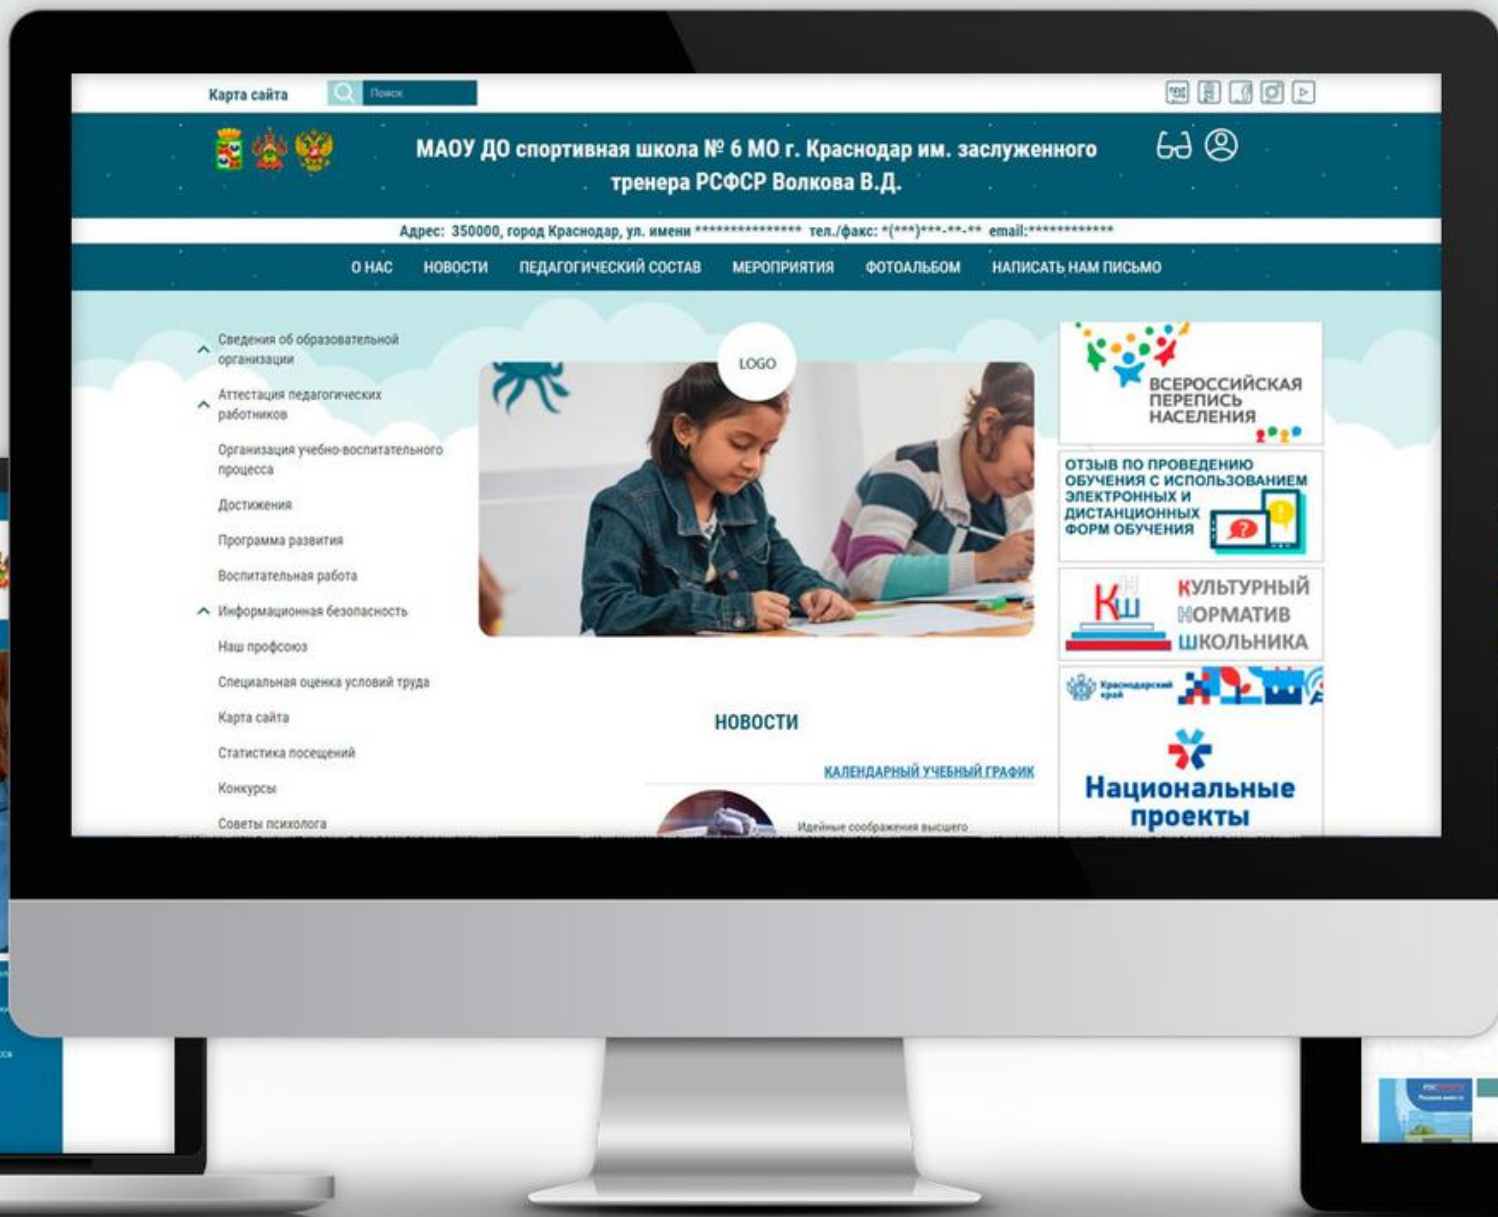 Карта сайта
Поиск
МАОУ ДО спортивная школа № 6 МО г. Краснодар им. заслуженного
тренера РСФСР Волкова В.Д.
Адрес: 350000, город Краснодар, ул. имени *************** тел./факс: *(***)***-**-** email:************
О НАС НОВОСТИ ПЕДАГОГИЧЕСКИЙ СОСТАВ МЕРОПРИЯТИЯ ФОТОАЛЬБОМ НАПИСАТЬ НАМ ПИСЬМО
Сведения об образовательной
организации
Аттестация педагогических
работников
Организация учебно-воспитательного
процесса
Достижения
Программа развития
Воспитательная работа
Информационная безопасность
Наш профсоюз
Специальная оценка условий труда
Карта сайта
Статистика посещений
Конкурсы
Советы психолога
LOGO
НОВОСТИ
КАЛЕНДАРНЫЙ УЧЕБНЫЙ ГРАФИК
Идейные соображения высшего
ВСЕРОССИЙСКАЯ
ПЕРЕПИСЬ
НАСЕЛЕНИЯ
2020
ОТЗЫВ ПО ПРОВЕДЕНИЮ
ОБУЧЕНИЯ С ИСПОЛЬЗОВАНИЕМ
ЭЛЕКТРОННЫХ И
ДИСТАНЦИОННЫХ
ФОРМ ОБУЧЕНИЯ
КНШ
КУЛЬТУРНЫЙ
НОРМАТИВ
ШКОЛЬНИКА
Краснодарский
край
Национальные
проекты